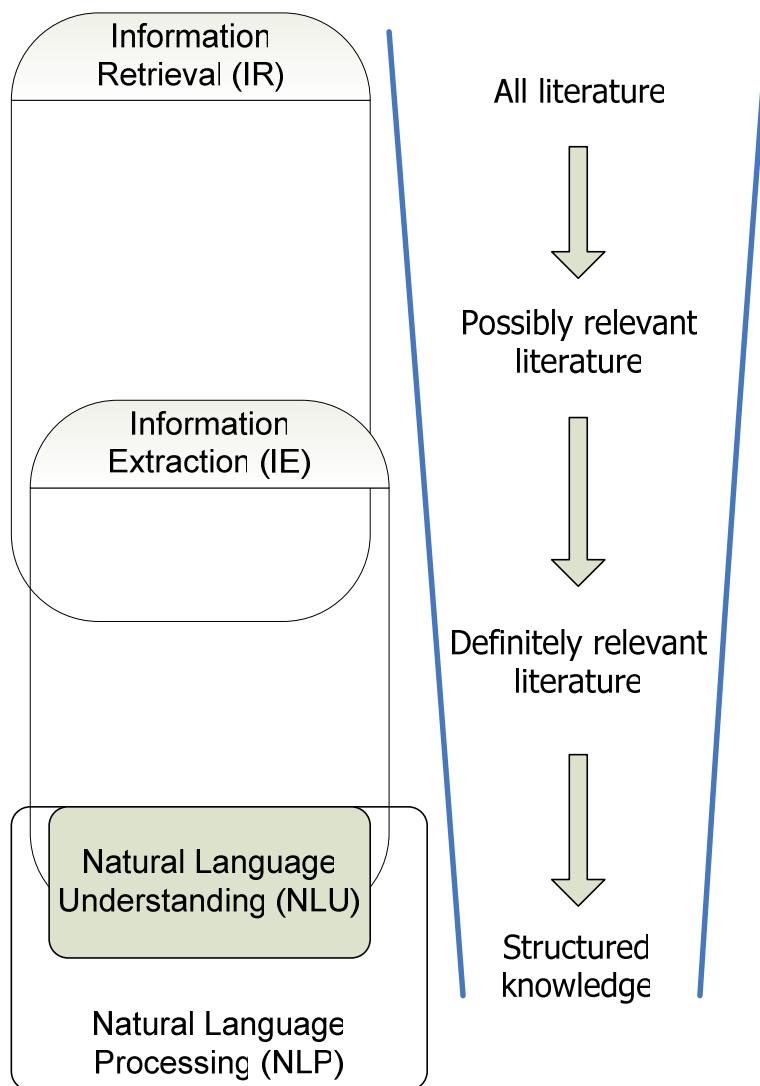 Information
Retrieval (IR)
All literature
Possibly relevant
literature
Information
Extraction (IE)
Definitely relevant
literature
Natural Language
Understanding (NLU)
Structured
knowledge
Natural Language
Processing (NLP)